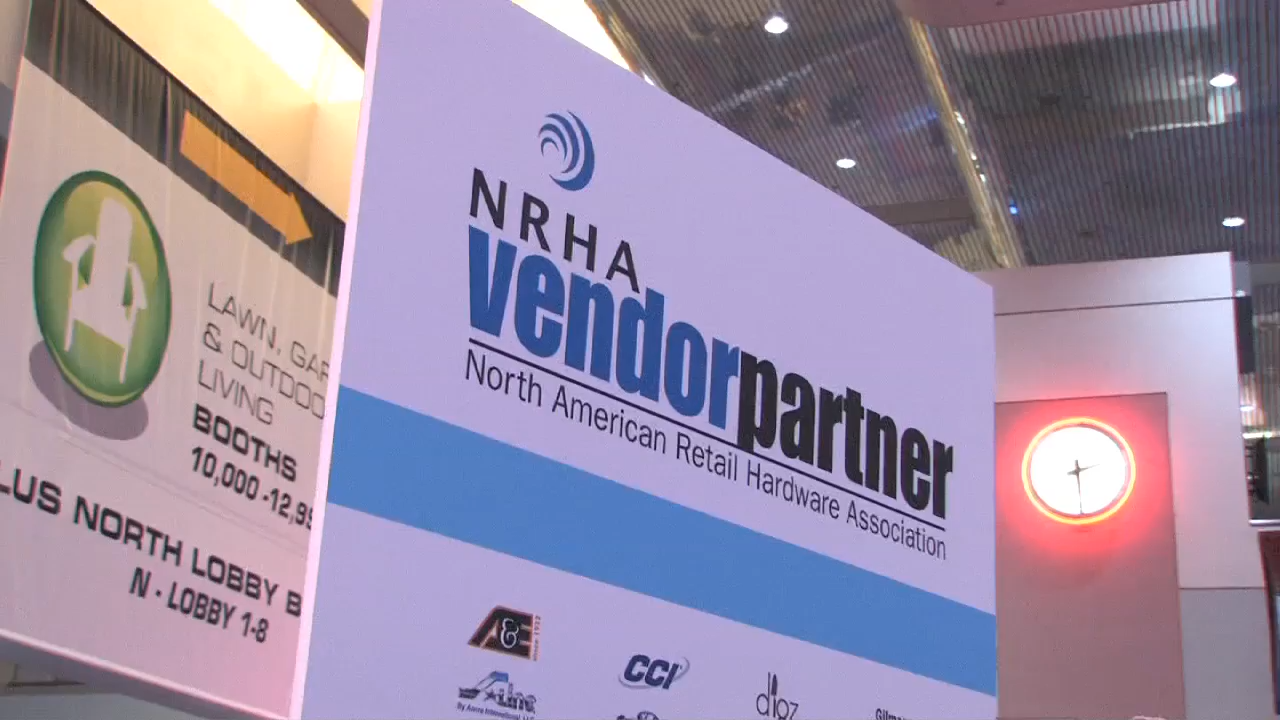 LAWN, GAR
& OUTDOO
LIVING
BOOTHS
10,000-12,99
LUS NORTH LOBBY B
N - LOBBY 1-8
NRHA
vendorpartner
North American Retail Hardware Association
A&E
CCI